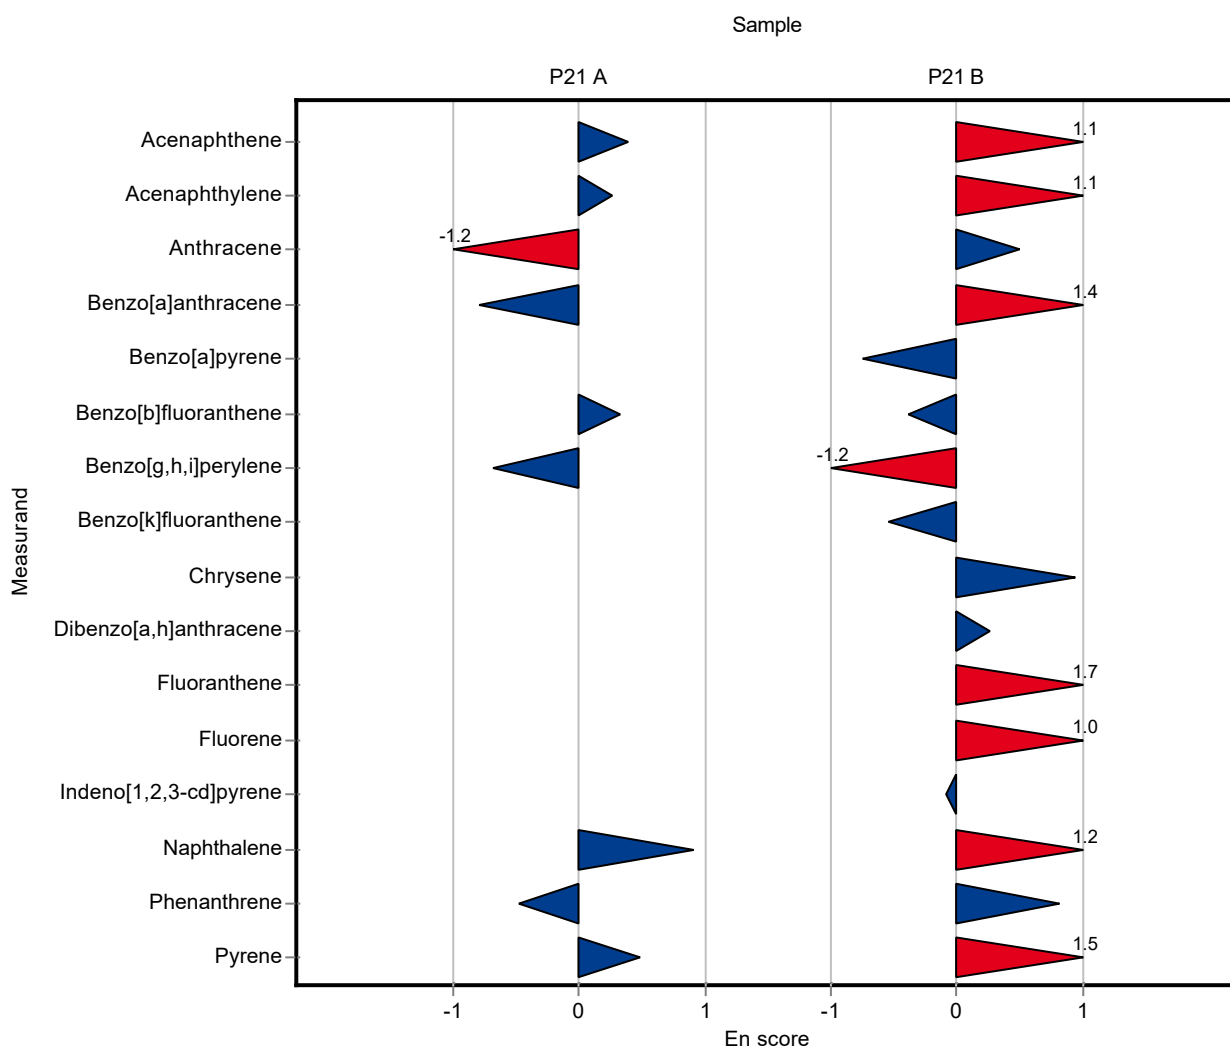 Sample
P21 A
P21 B
Measurand
Acenaphthene
1.1
Acenaphthylene
1.1
Anthracene
-1.2
Benzo[a]anthracene
1.4
Benzo[a]pyrene
Benzo[b]fluoranthene
Benzo[g,h,i]perylene
-1.2
Benzo[k]fluoranthene
Chrysene
Dibenzo[a,h]anthracene
Fluoranthene
1.7
Fluorene
1.0
Indeno[1,2,3-cd]pyrene
Naphthalene
1.2
Phenanthrene
Pyrene
1.5
-1 0 1 -1 0 1
En score